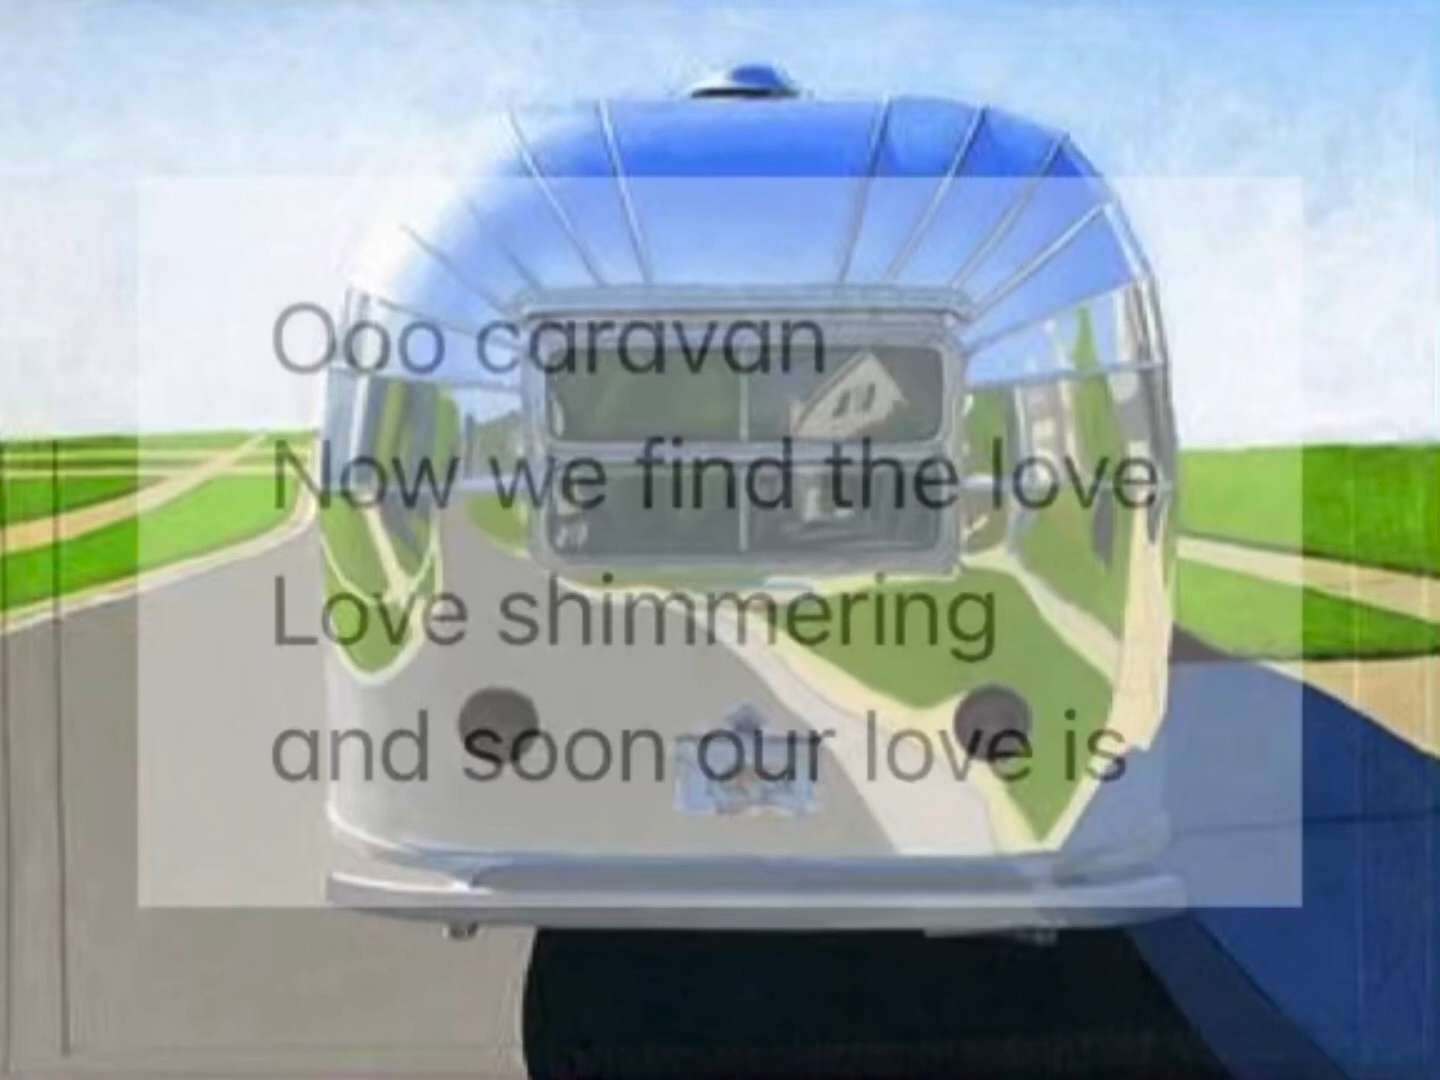 Ooo caravan
Now we find the love
Love shimmering
and soon our love is